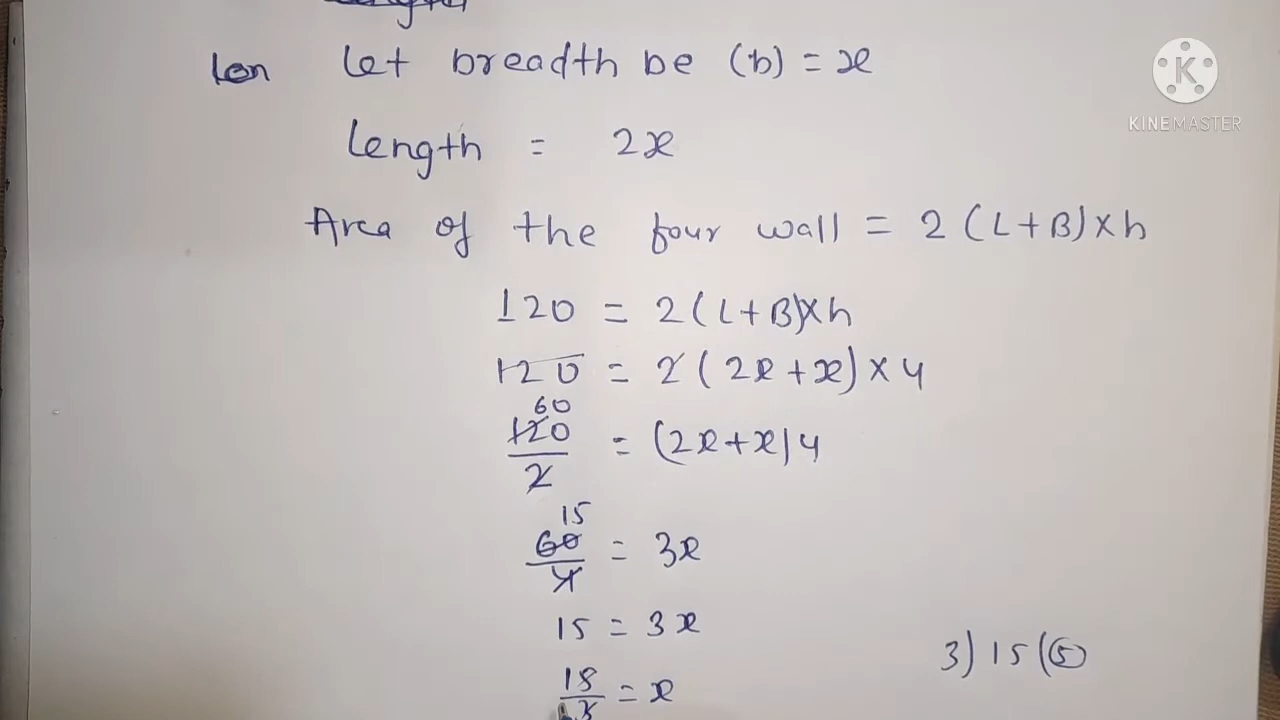 Len Let breadth be (b) = x
K
KINEMASTER
Length = 2x
Area of the four wall = 2 (L+B)×h
120 = 2(L+B)×h
120 = 2(2x+x)×4
60
120/2 = (2x+x)4
15
60/4 = 3x
15 = 3x
3)15(5
15/3 = x